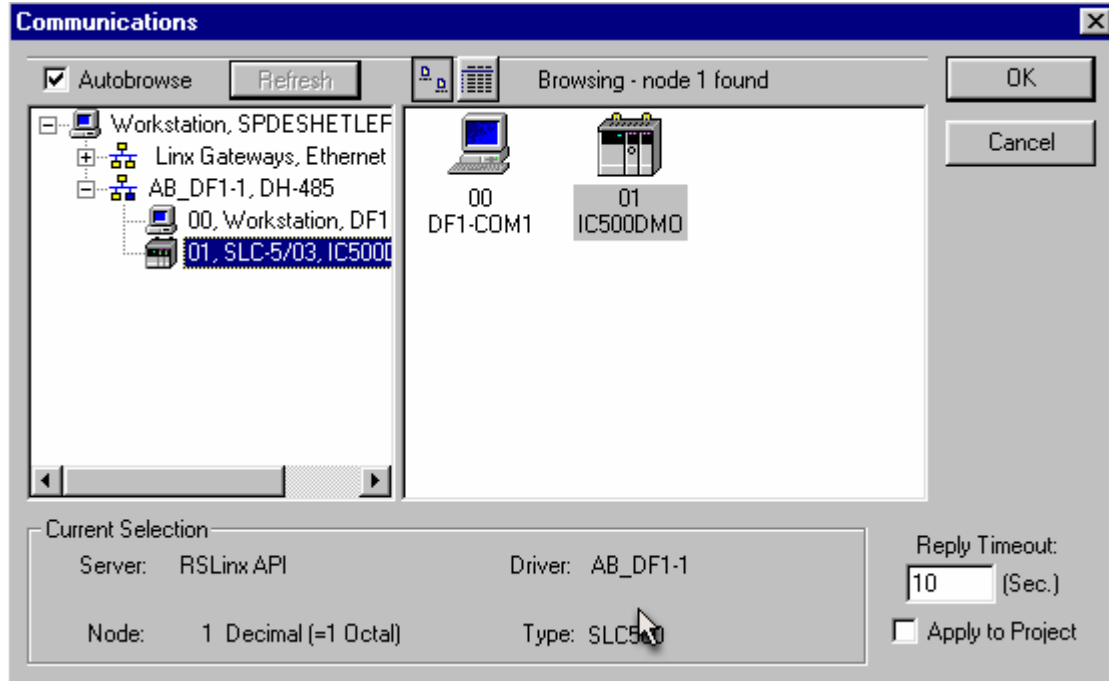 Communications
Autobrowse Refresh Browsing - node 1 found OK
Cancel
Workstation, SPDESHETLEF
Linx Gateways, Ethernet
AB_DF1-1, DH-485
00, Workstation, DF1
01, SLC-5/03, IC500
00
DF1-COM1
01
IC500DMO
Current Selection
Server: RSLinx API Driver: AB_DF1-1
Node: 1 Decimal (=1 Octal) Type:
Reply Timeout:
10 (Sec.)
Apply to Project